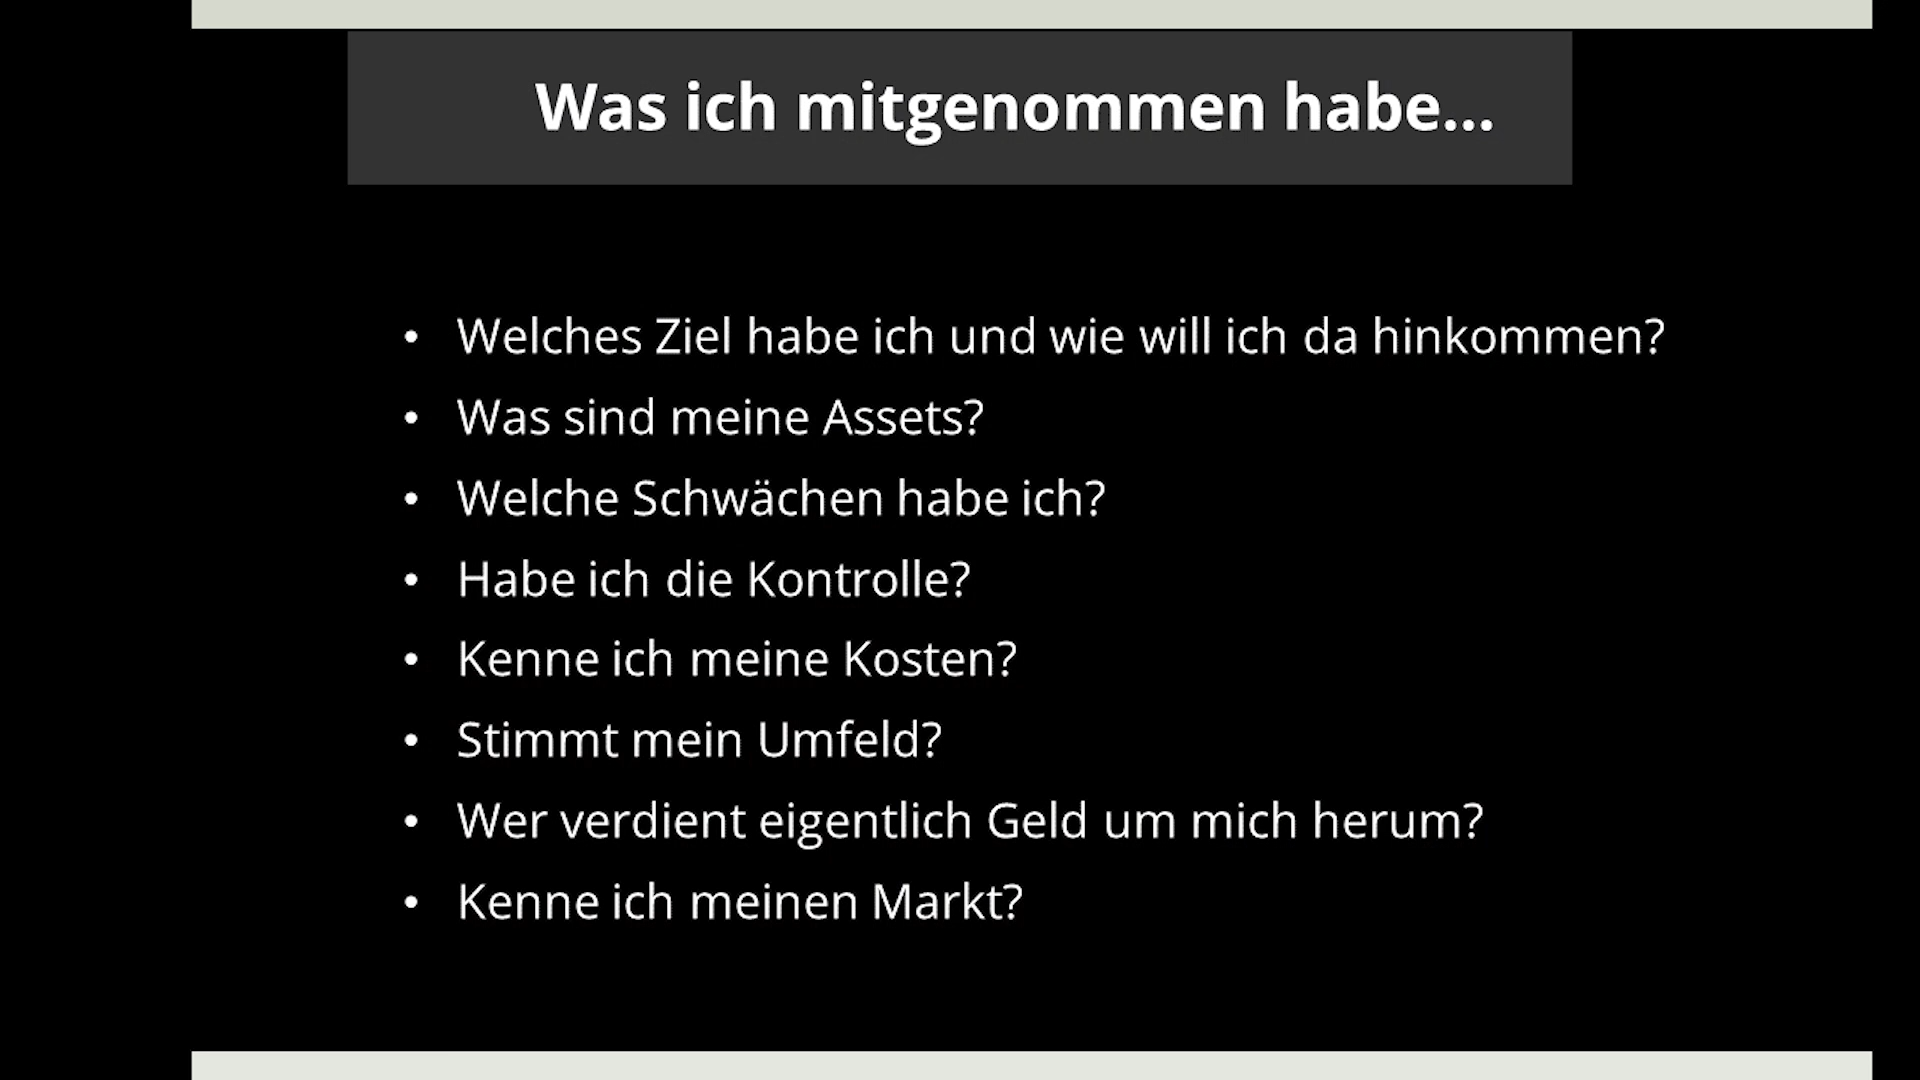 Was ich mitgenommen habe...
• Welches Ziel habe ich und wie will ich da hinkommen?
• Was sind meine Assets?
• Welche Schwächen habe ich?
• Habe ich die Kontrolle?
• Kenne ich meine Kosten?
• Stimmt mein Umfeld?
• Wer verdient eigentlich Geld um mich herum?
• Kenne ich meinen Markt?